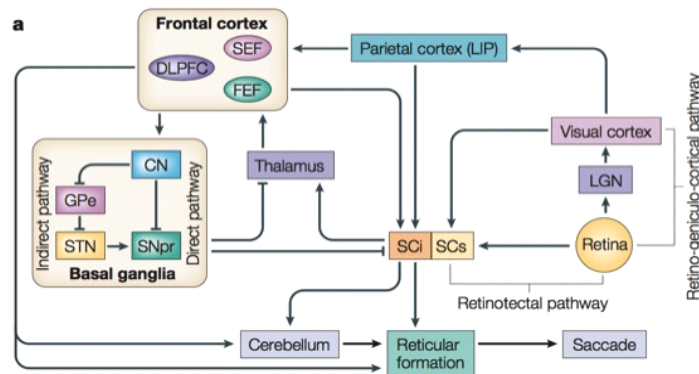 a
Frontal cortex
SEF
DLPFC
FEF
Parietal cortex (LIP)
Visual cortex
LGN
Retina
Retino-geniculo-cortical pathway
Thalamus
Indirect pathway
CN
GPe
STN
SNpr
Direct pathway
Basal ganglia
SCi
SCs
Retinotectal pathway
Cerebellum
Reticular
formation
Saccade